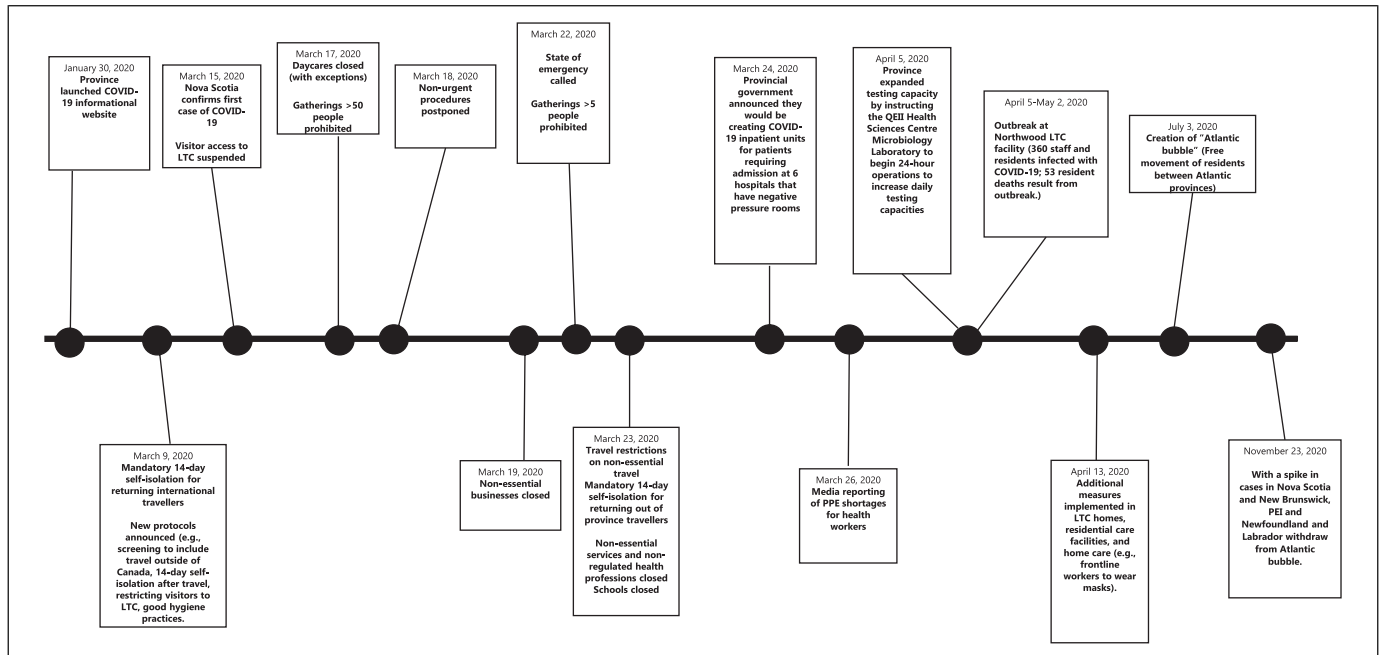 January 30, 2020
Province
launched COVID-
19 informational
website
March 15, 2020
Nova Scotia
confirms first
case of COVID-
19
Visitor access to
LTC suspended
March 17, 2020
Daycares closed
(with exceptions)
Gatherings >50
people
prohibited
March 18, 2020
Non-urgent
procedures
postponed
March 22, 2020
State of
emergency
called
Gatherings >5
people
prohibited
March 24, 2020
Provincial
government
announced they
would be
creating COVID-
19 inpatient units
for patients
requiring
admission at 6
hospitals that
have negative
pressure rooms
April 5, 2020
Province
expanded
testing capacity
by instructing
the QEII Health
Sciences Centre
Microbiology
Laboratory to
begin 24-hour
operations to
increase daily
testing
capacities
April 5-May 2, 2020
Outbreak at
Northwood LTC
facility (360 staff and
residents infected with
COVID-19; 53 resident
deaths result from
outbreak.)
July 3, 2020
Creation of "Atlantic
bubble" (Free
movement of residents
between Atlantic
provinces)
March 9, 2020
Mandatory 14-day
self-isolation for
returning international
travellers
New protocols
announced (e.g.,
screening to include
travel outside of
Canada, 14-day self-
isolation after travel,
restricting visitors to
LTC, good hygiene
practices.
March 19, 2020
Non-essential
businesses closed
March 23, 2020
Travel restrictions
on non-essential
travel
Mandatory 14-day
self-isolation for
returning out of
province travellers
Non-essential
services and non-
regulated health
professions closed
Schools closed
March 26, 2020
Media reporting
of PPE shortages
for health
workers
April 13, 2020
Additional
measures
implemented in
LTC homes,
residential care
facilities, and
home care (e.g.,
frontline
workers to wear
masks).
November 23, 2020
With a spike in
cases in Nova Scotia
and New Brunswick,
PEI and
Newfoundland and
Labrador withdraw
from Atlantic
bubble.